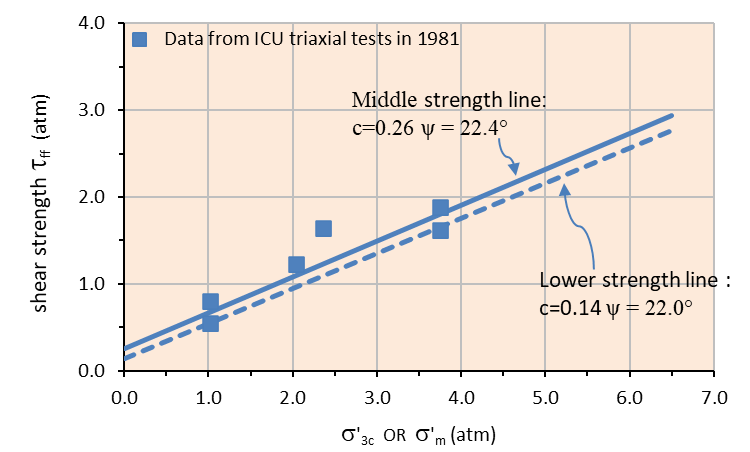 4.0
Data from ICU triaxial tests in 1981
Middle strength line:
c=0.26 ψ = 22.4°
3.0
shear strength τff (atm)
2.0
1.0
Lower strength line :
c=0.14 ψ = 22.0°
0.0
0.0 1.0 2.0 3.0 4.0 5.0 6.0 7.0
σ'3c OR σ'm (atm)